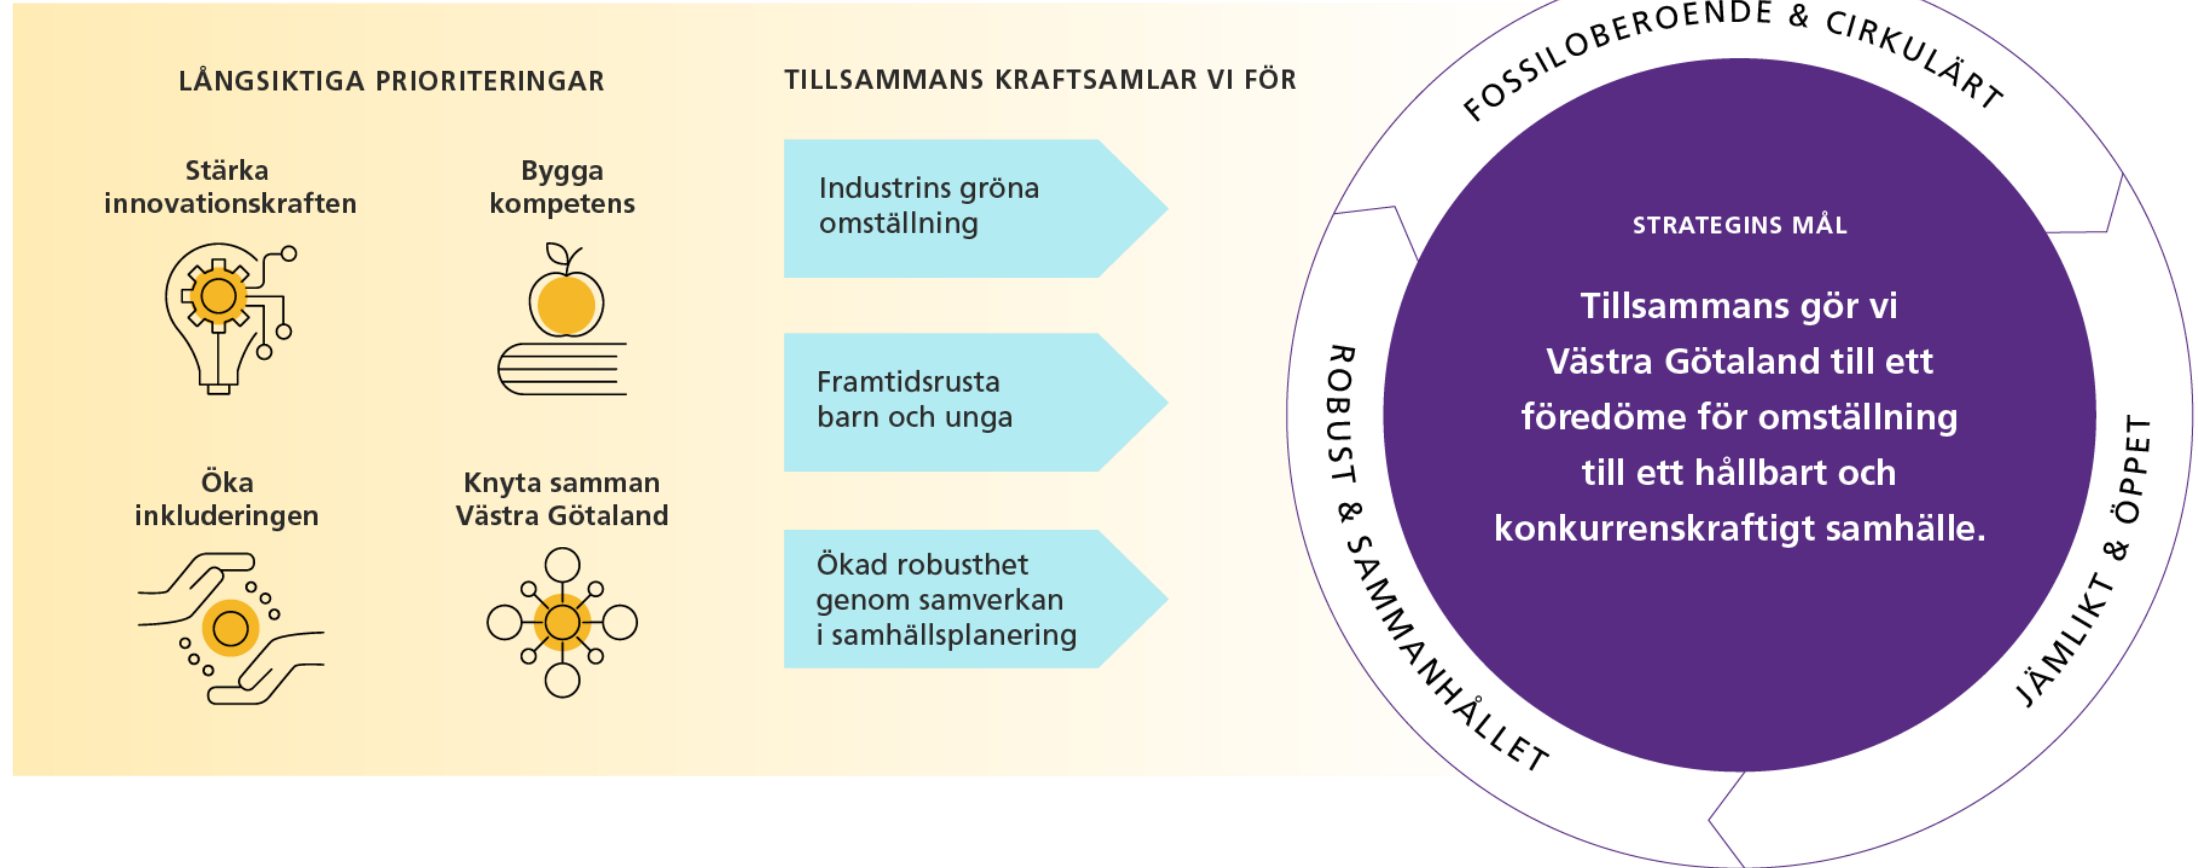 LÅNGSIKTIGA PRIORITERINGAR
Stärka
innovationskraften
Bygga
kompetens
Öka
inkluderingen
Knyta samman
Västra Götaland
TILLSAMMANS KRAFTSAMLAR VI FÖR
Industrins gröna
omställning
Framtidsrusta
barn och unga
Ökad robusthet
genom samverkan
i samhällsplanering
FOSSILOBEROENDE & CIRKULÄRT
JÄMLIKT & ÖPPET
ROBUST & SAMMANHÅLLET
STRATEGINS MÅL
Tillsammans gör vi
Västra Götaland till ett
föredöme för omställning
till ett hållbart och
konkurrenskraftigt samhälle.